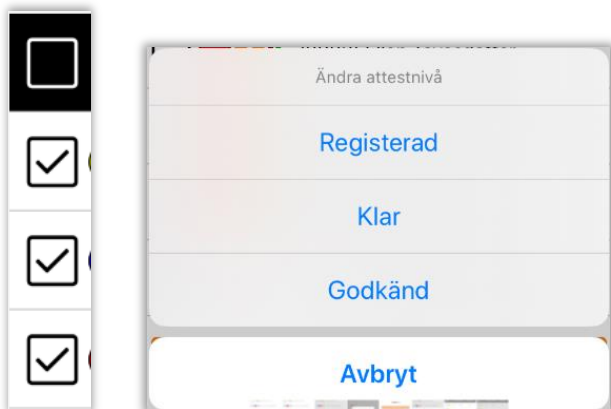 Ändra attestnivå
Registerad
Klar
Godkänd
Avbryt